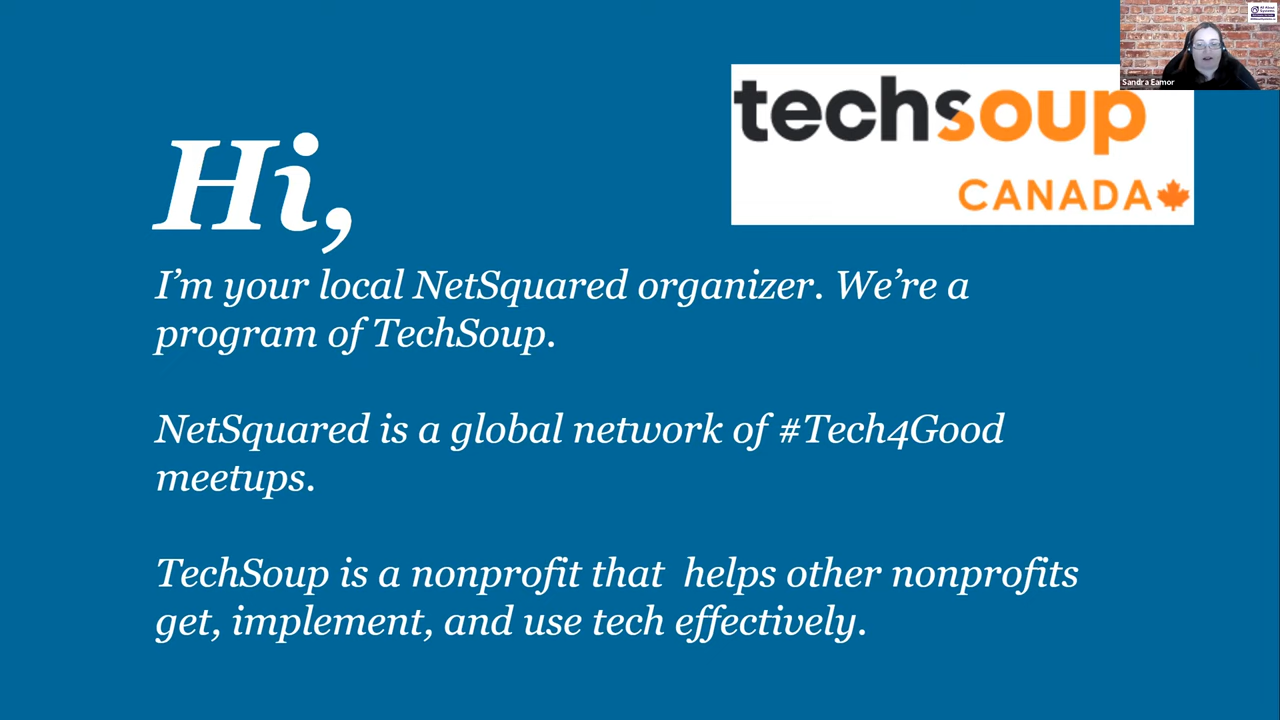 techsoup
CANADA
Sandra Eamor
Hi,
I'm your local NetSquared organizer. We're a
program of TechSoup.
NetSquared is a global network of #Tech4Good
meetups.
TechSoup is a nonprofit that  helps other nonprofits
get, implement, and use tech effectively.